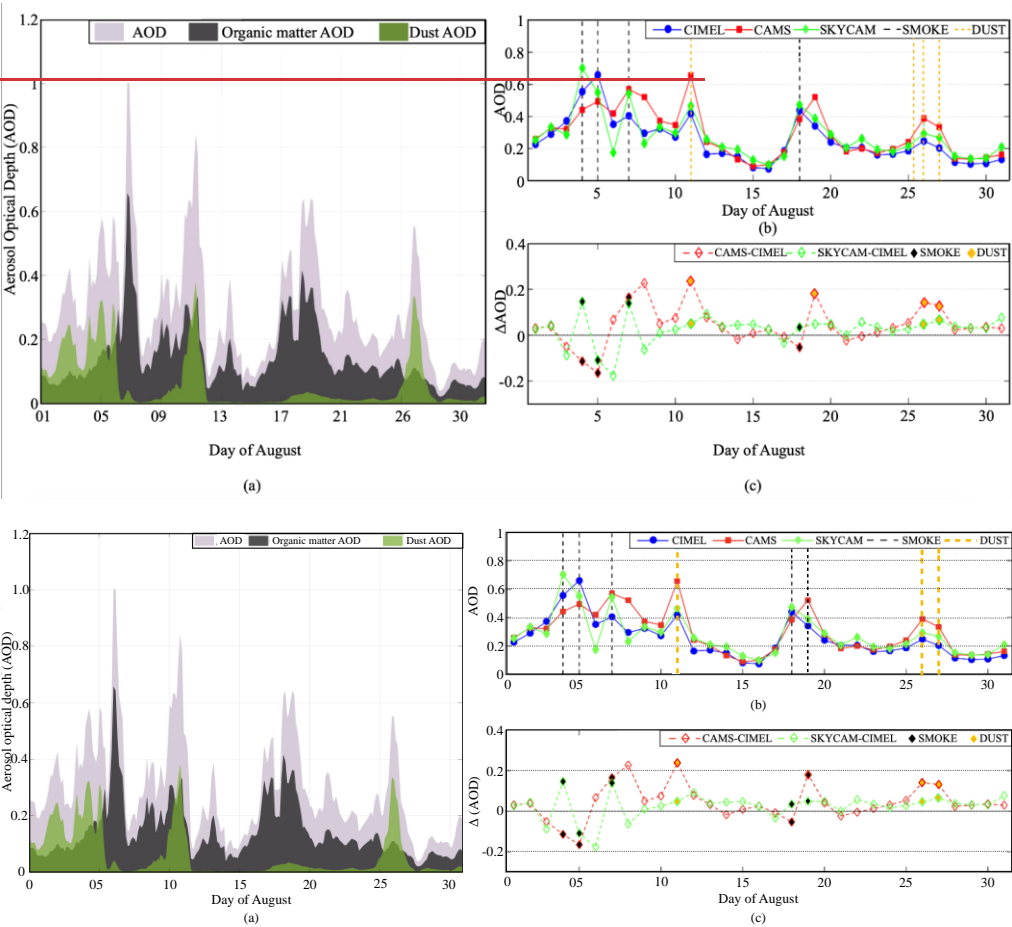 1.2
AOD Organic matter AOD Dust AOD
1.0
0.8
0.6
0.4
0.2
0
Aerosol Optical Depth (AOD)
01 05 09 13 17 21 26 30
Day of August
(a)
1
0.8
0.6
0.4
0.2
0
AOD
CIMEL CAMS SKYCAM SMOKE DUST
5 10 15 20 25 30
Day of August
(b)
0.4
0.2
0
-0.2
ΔAOD
CAMS-CIMEL SKYCAM-CIMEL SMOKE DUST
5 10 15 20 25 30
Day of August
(c)
1.2
AOD Organic matter AOD Dust AOD
1.0
0.8
0.6
0.4
0.2
0
Aerosol optical depth (AOD)
0 05 10 15 20 25 30
Day of August
(a)
1
0.8
0.6
0.4
0.2
0
AOD
CIMEL CAMS SKYCAM SMOKE DUST
0 05 10 15 20 25 30
(b)
0.4
0.2
0
-0.2
Δ (AOD)
CAMS-CIMEL SKYCAM-CIMEL SMOKE DUST
0 05 10 15 20 25 30
Day of August
(c)